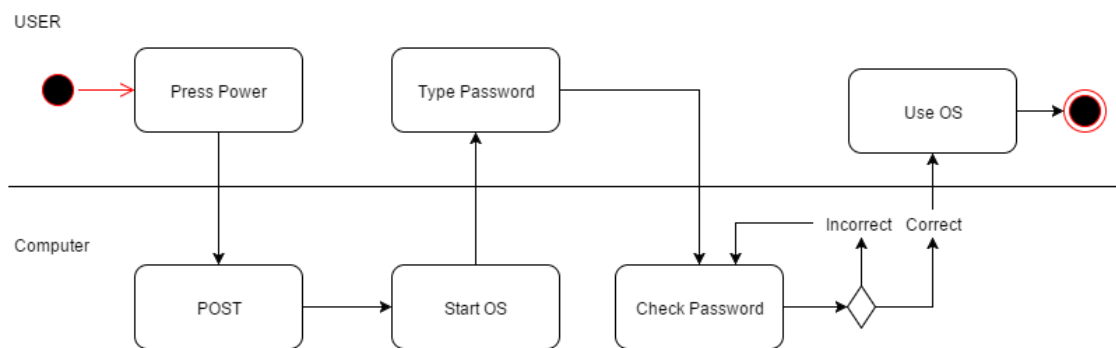 USER
Press Power
Type Password
Use OS
Computer
Incorrect
Correct
POST
Start OS
Check Password